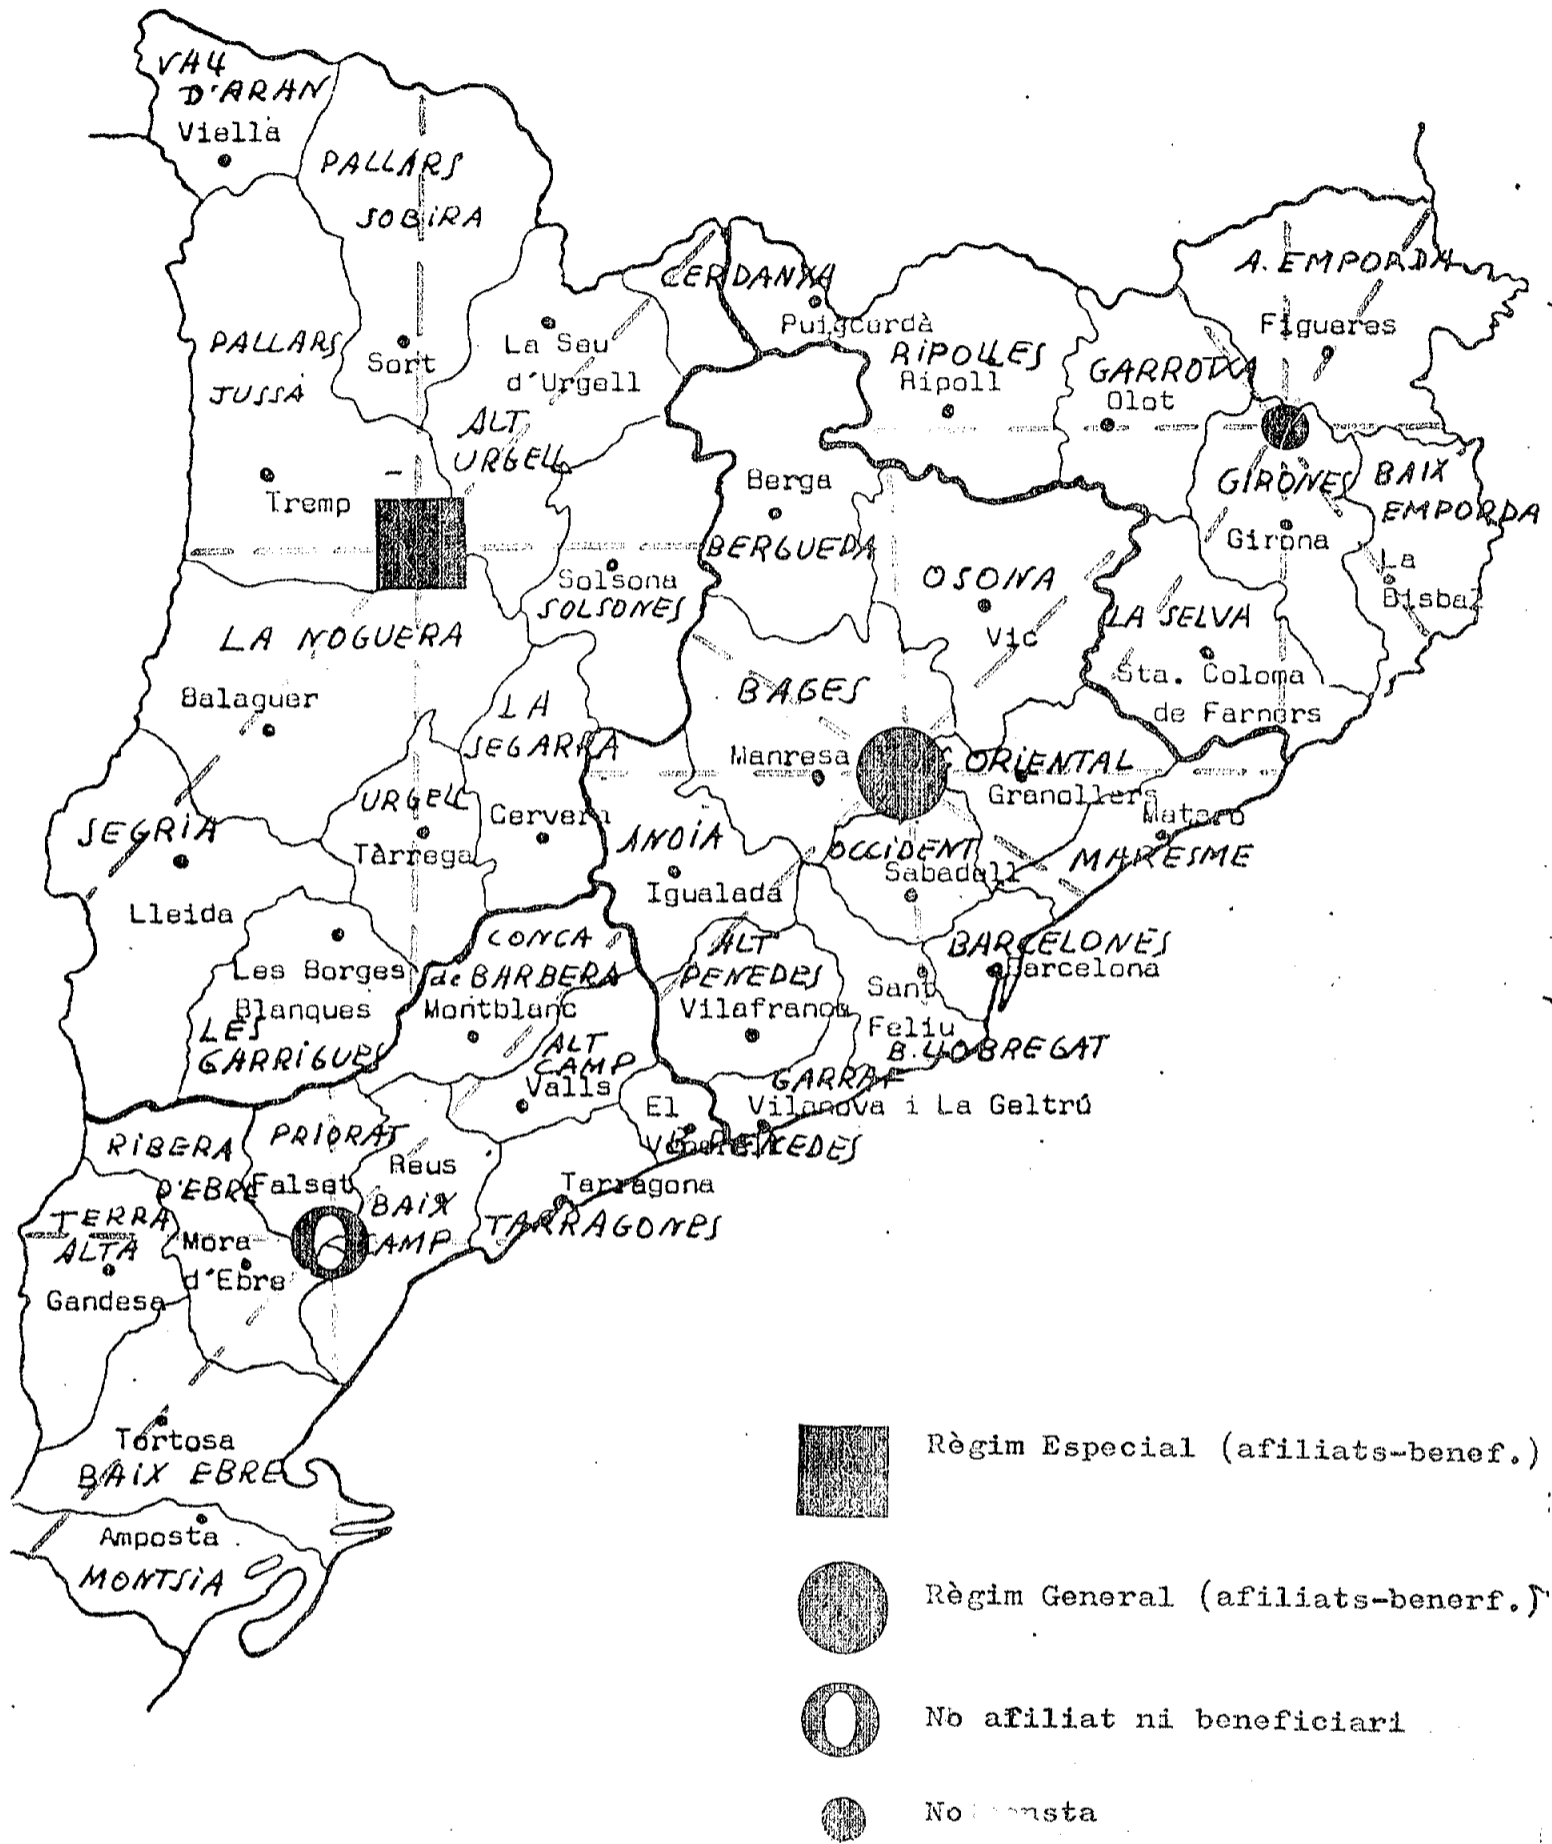 VALL
D'ARAN
Viella
PALLARS
SOBIRA
A. EMPORDA
CERDANYA
Puigcerdà
Figueres
PALLARS
JUSSA
Sort
La Seu
d'Urgell
RIPOLLES
Ripoll
GARROTXA
Olot
ALT
URGELL
Tremp
Berga
GIRONES
Girona
BAIX
EMPORDA
La
Bisbal
BERGUEDA
Solsona
SOLSONES
OSONA
Vic
LA SELVA
Sta. Coloma
de Farners
LA NOGUERA
Balaguer
LA
SEGARRA
BAGES
Manresa
ORIENTAL
Granollers
Mataró
MARESME
URGELL
Tàrrega
Cervera
SEGRIA
Lleida
ANOIA
Igualada
OCCIDENT
Sabadell
BARCELONES
Barcelona
CONCA
de BARBERA
Montblanc
ALT
PENEDES
Vilafranca
Sant
Feliu
B. LLOBREGAT
Les Borges
Blanques
LES
GARRIGUES
ALT
CAMP
Valls
GARRAF
Vilanova i La Geltrú
El
PENEDES
RIBERA
D'EBRE
PRIORAT
Falset
Reus
BAIX
CAMP
Tarragona
TARRAGONES
TERRA
ALTA
Gandesa
Mora
d'Ebre
Tortosa
BAIX EBRE
Amposta
MONTSIA
Règim Especial (afiliats-benef.)
Règim General (afiliats-benerf.)
No afiliat ni beneficiari
No